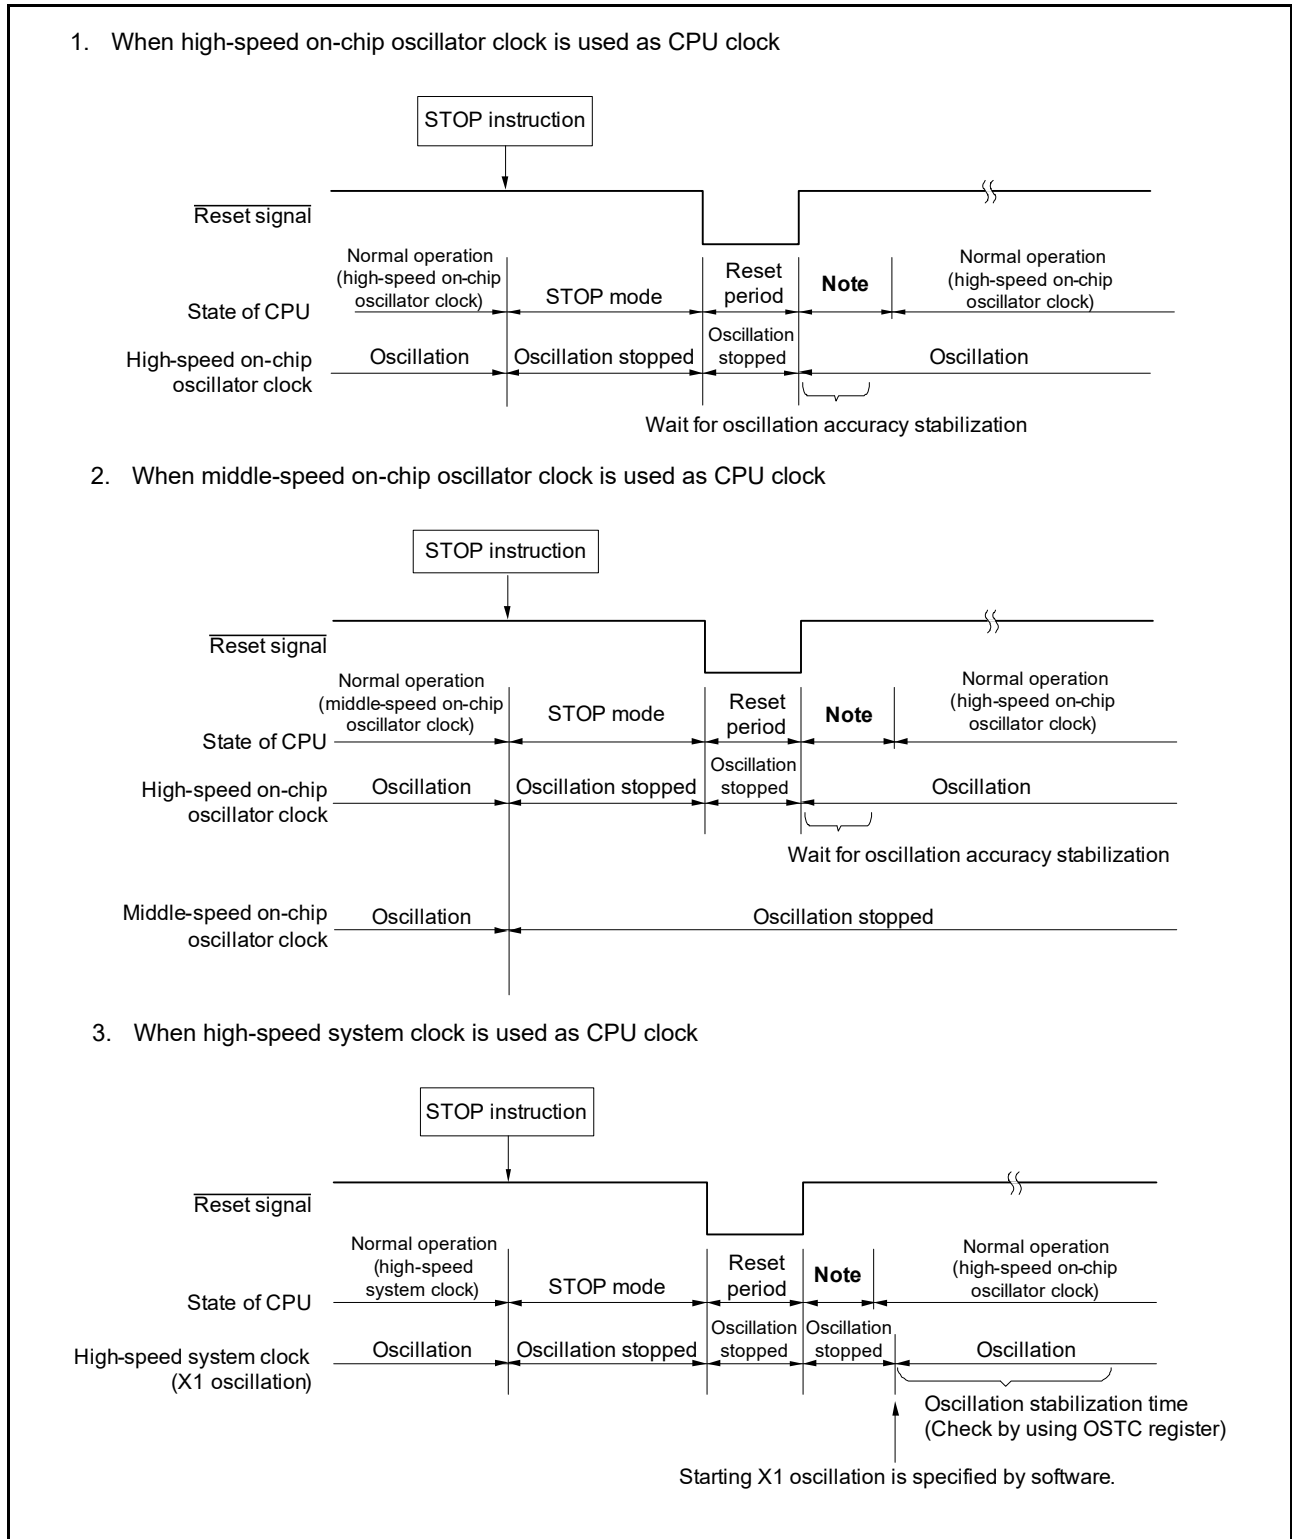 1. When high-speed on-chip oscillator clock is used as CPU clock
STOP instruction
Reset signal
Normal operation
(high-speed on-chip
oscillator clock)
STOP mode
Reset
period
Note
Normal operation
(high-speed on-chip
oscillator clock)
State of CPU
High-speed on-chip
oscillator clock
Oscillation
Oscillation stopped
Oscillation
stopped
Oscillation
Wait for oscillation accuracy stabilization
2. When middle-speed on-chip oscillator clock is used as CPU clock
STOP instruction
Reset signal
Normal operation
(middle-speed on-chip
oscillator clock)
STOP mode
Reset
period
Note
Normal operation
(high-speed on-chip
oscillator clock)
State of CPU
High-speed on-chip
oscillator clock
Oscillation
Oscillation stopped
Oscillation
stopped
Oscillation
Wait for oscillation accuracy stabilization
Middle-speed on-chip
oscillator clock
Oscillation
Oscillation stopped
3. When high-speed system clock is used as CPU clock
STOP instruction
Reset signal
Normal operation
(high-speed
system clock)
STOP mode
Reset
period
Note
Normal operation
(high-speed on-chip
oscillator clock)
State of CPU
High-speed system clock
(X1 oscillation)
Oscillation
Oscillation stopped
Oscillation
stopped
Oscillation
stopped
Oscillation
Oscillation stabilization time
(Check by using OSTC register)
Starting X1 oscillation is specified by software.